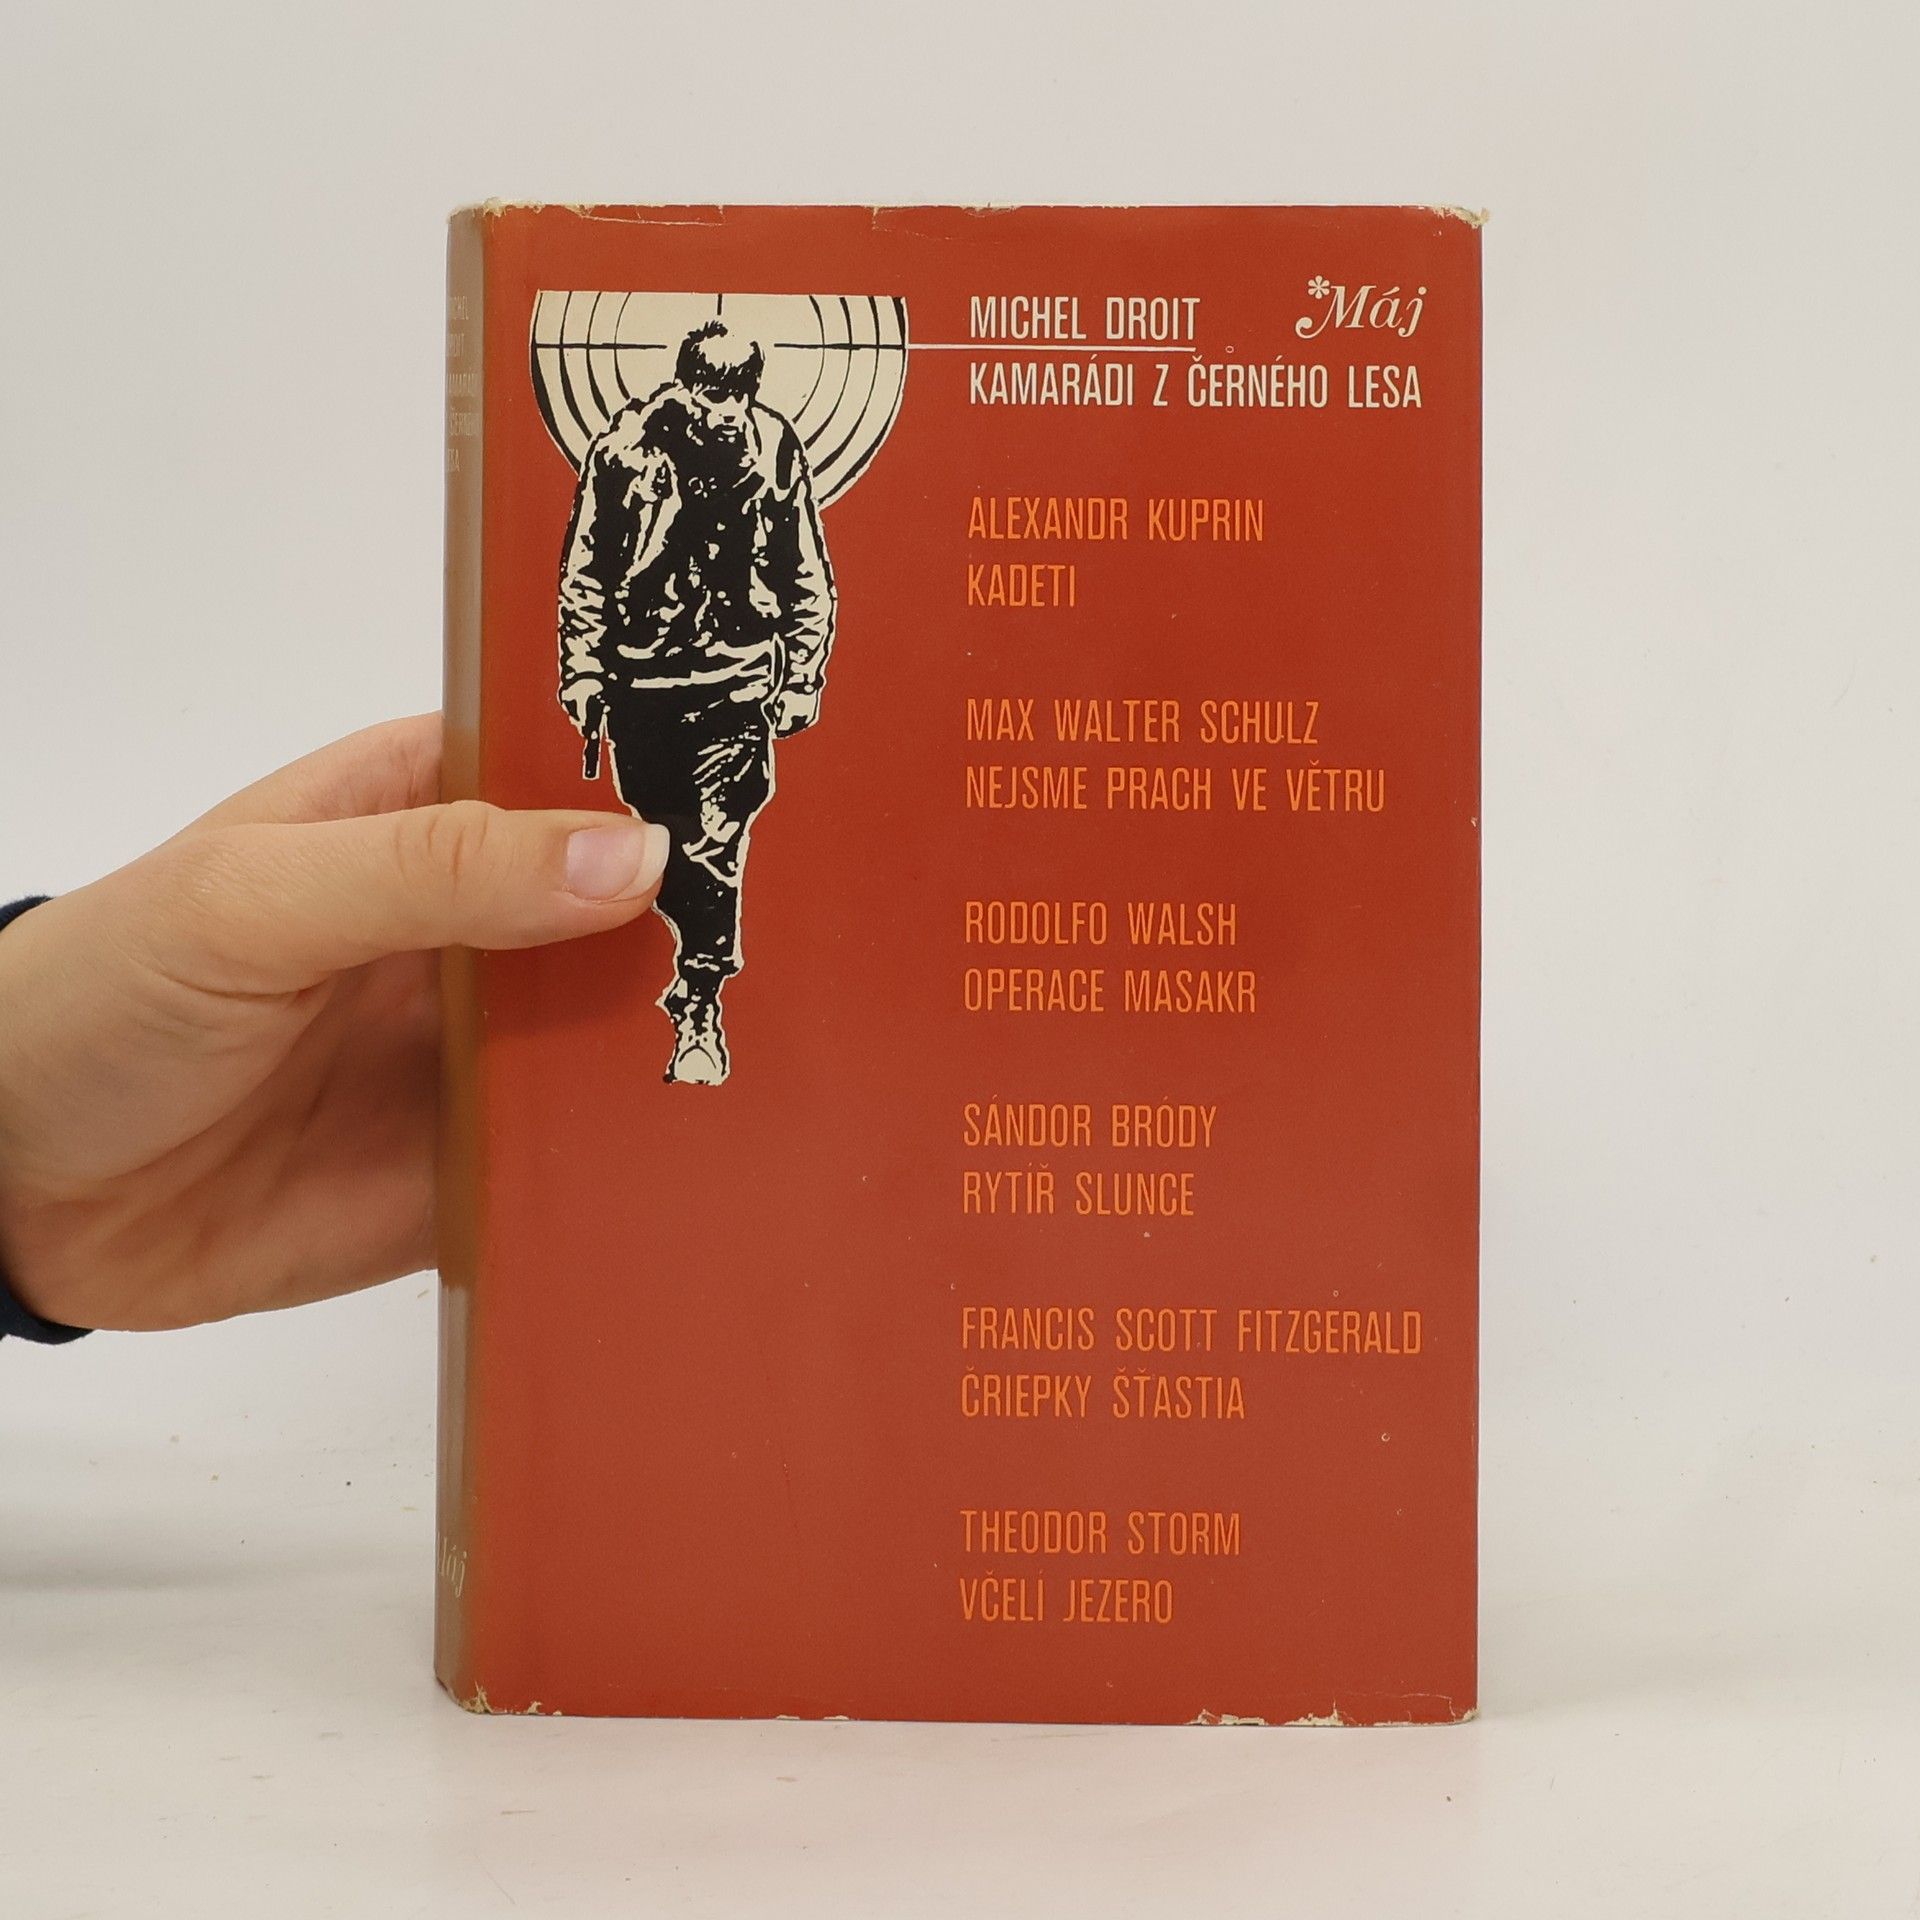 MICHEL DROIT
*Máj
KAMARÁDI Z ČERNÉHO LESA
ALEXANDR KUPRIN
KADETI
MAX WALTER SCHULZ
NEJSME PRACH VE VĚTRU
RODOLFO WALSH
OPERACE MASAKR
SÁNDOR BRÓDY
RYTÍŘ SLUNCE
FRANCIS SCOTT FITZGERALD
ČRIEPKY ŠŤASTIA
THEODOR STORM
VČELÍ JEZERO